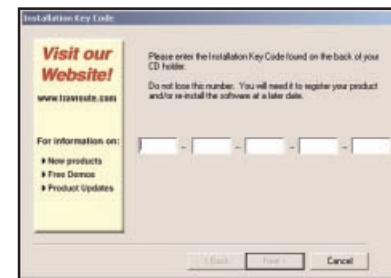 Installation Key Code
Visit our
Website!
www.travroute.com
For information on:
New products
Free Demos
Product Updates
Please enter the Installation Key Code found on the back of your
CD holder.
Do not lose this number. You will need it to register your product
and/or re-install the software at a later date.
< Back
Next >
Cancel